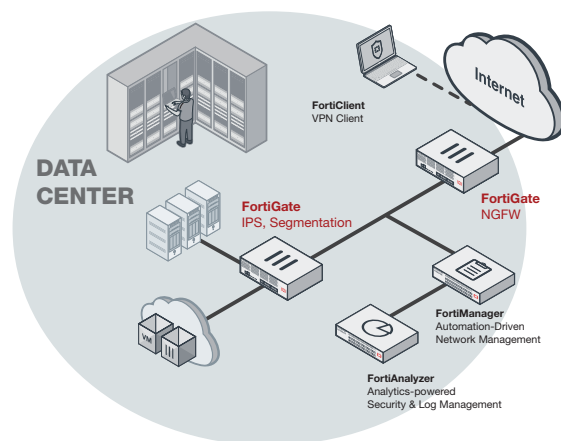 Internet
FortiClient
VPN Client
DATA
CENTER
FortiGate
NGFW
FortiGate
IPS, Segmentation
VM
FortiManager
Automation-Driven
Network Management
FortiAnalyzer
Analytics-powered
Security & Log Management